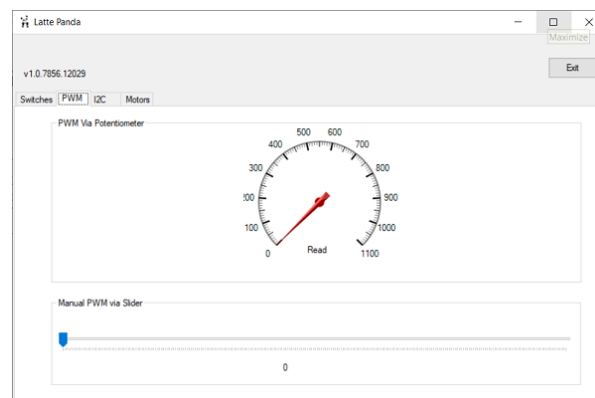 Latte Panda
Maximize
v1.0.7856.12029
Exit
Switches PWM I2C Motors
PWM Via Potentiometer
500 600
400 700
300 800
:00 900
100 1000
0 Read 1100
Manual PWM via Slider
0